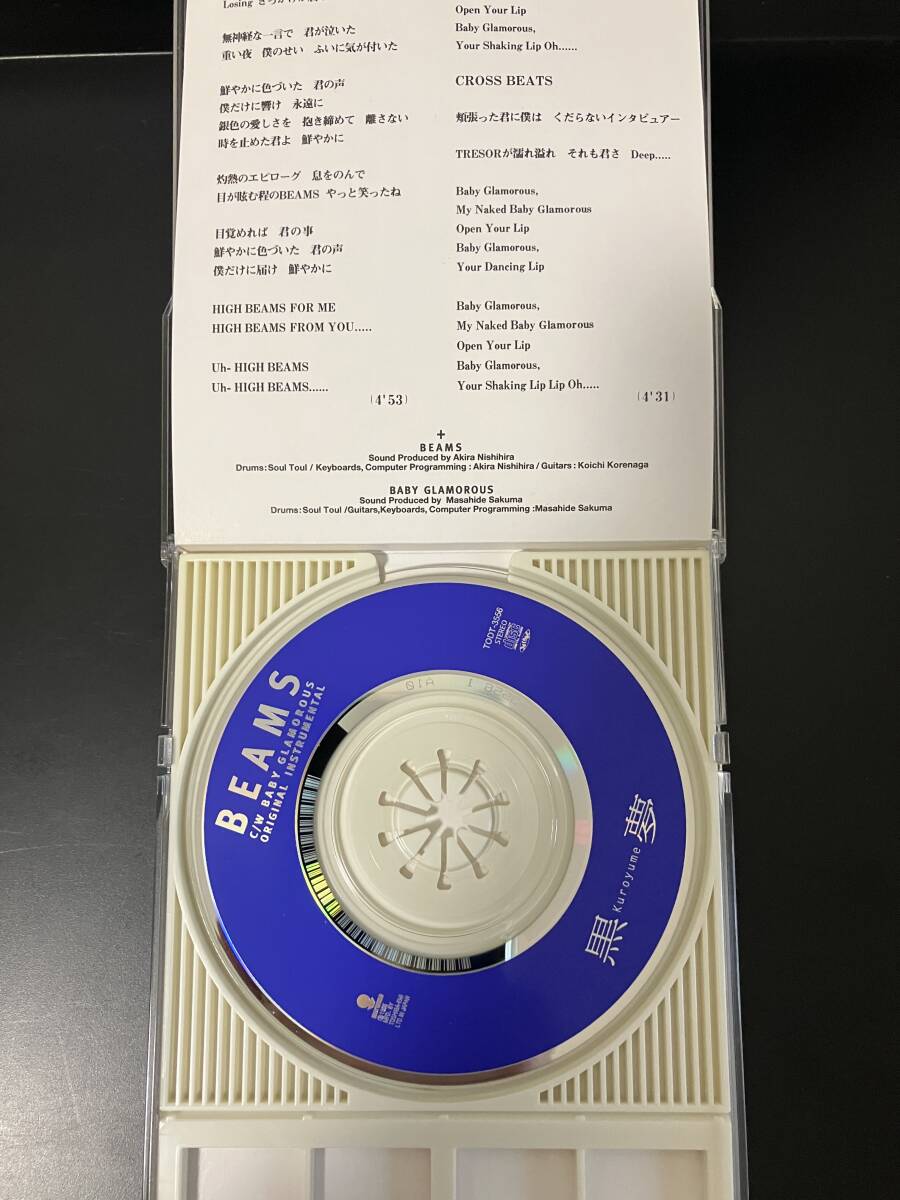 Losing
無神経な一言で 君が泣いた
重い夜 僕のせい ふいに気が付いた
鮮やかに色づいた 君の声
僕だけに響け 永遠に
銀色の愛しさを 抱き締めて 離さない
時を止めた君よ 鮮やかに
灼熱のエピローグ 息をのんで
目が眩む程のBEAMS やっと笑ったね
目覚めれば 君の事
鮮やかに色づいた 君の声
僕だけに届け 鮮やかに
HIGH BEAMS FOR ME
HIGH BEAMS FROM YOU.....
Uh- HIGH BEAMS
Uh- HIGH BEAMS......
(4'53)
Open Your Lip
Baby Glamorous,
Your Shaking Lip Oh......
CROSS BEATS
頬張った君に僕は くだらないインタビュアー
TRESORが濡れ溢れ それも君さ Deep.....
Baby Glamorous,
My Naked Baby Glamorous
Open Your Lip
Baby Glamorous,
Your Dancing Lip
Baby Glamorous,
My Naked Baby Glamorous
Open Your Lip
Baby Glamorous,
Your Shaking Lip Lip Oh.....
(4'31)
+
BEAMS
Sound Produced by Akira Nishihira
Drums:Soul Toul / Keyboards, Computer Programming : Akira Nishihira / Guitars : Koichi Korenaga
BABY GLAMOROUS
Sound Produced by Masahide Sakuma
Drums:Soul Toul /Guitars,Keyboards, Computer Programming :Masahide Sakuma
TODT-3556
STEREO
BEAMS
C/W BABY GLAMOROUS
ORIGINAL INSTRUMENTAL
黒夢
Kuroyume
MFD. BY
TOSHIBA-EMI
LTD IN JAPAN